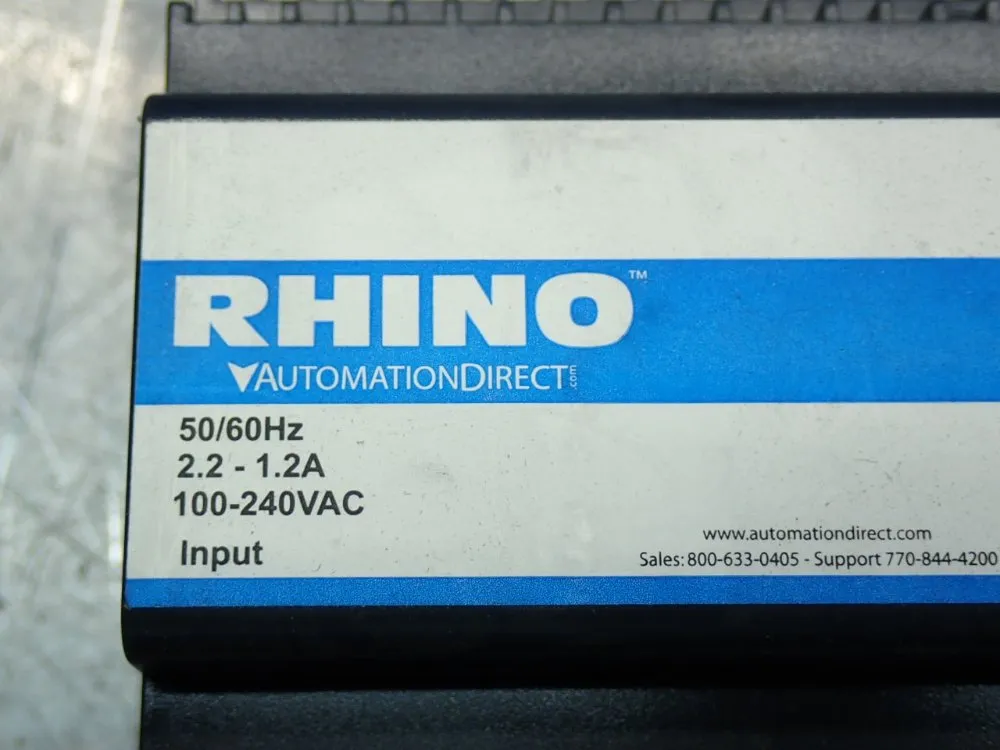 RHINO™
AUTOMATIONDIRECT.com
50/60Hz
2.2 - 1.2A
100-240VAC
Input
www.automationdirect.com
Sales: 800-633-0405 - Support 770-844-4200